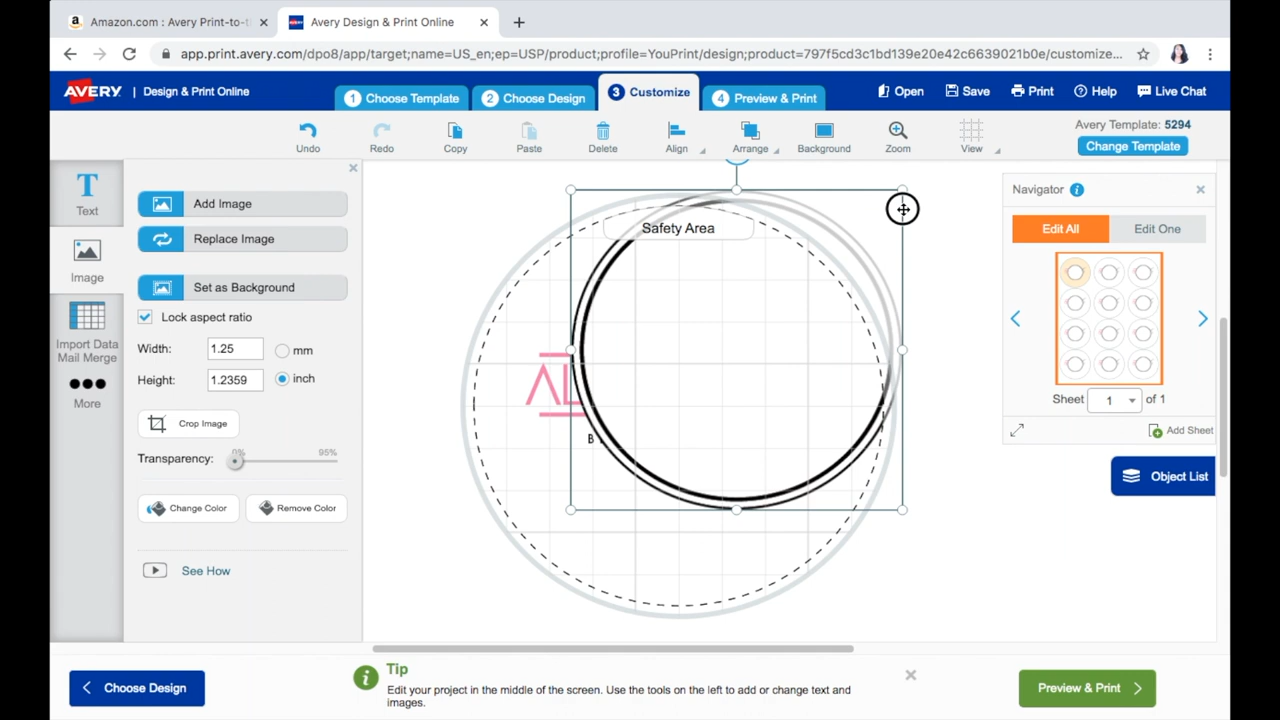 Amazon.com : Avery Print-to-t
Avery Design & Print Online
app.print.avery.com/dpo8/app/target;name=US_en;ep=USP/product;profile=YouPrint/design;product=797f5cd3c1bd139e20e42c6639021b0e/customize...
AVERY | Design & Print Online
1 Choose Template
2 Choose Design
3 Customize
4 Preview & Print
Open
Save
Print
Help
Live Chat
Undo
Redo
Copy
Paste
Delete
Align
Arrange
Background
Zoom
View
Avery Template: 5294
Change Template
Text
Image
Import Data
Mail Merge
More
Add Image
Replace Image
Set as Background
Lock aspect ratio
Width: 1.25 mm
Height: 1.2359 inch
Crop Image
Transparency: 0% 95%
Change Color
Remove Color
See How
Safety Area
AL
B
Navigator
Edit All
Edit One
Sheet 1 of 1
Add Sheet
Object List
Choose Design
Tip
Edit your project in the middle of the screen. Use the tools on the left to add or change text and
images.
Preview & Print